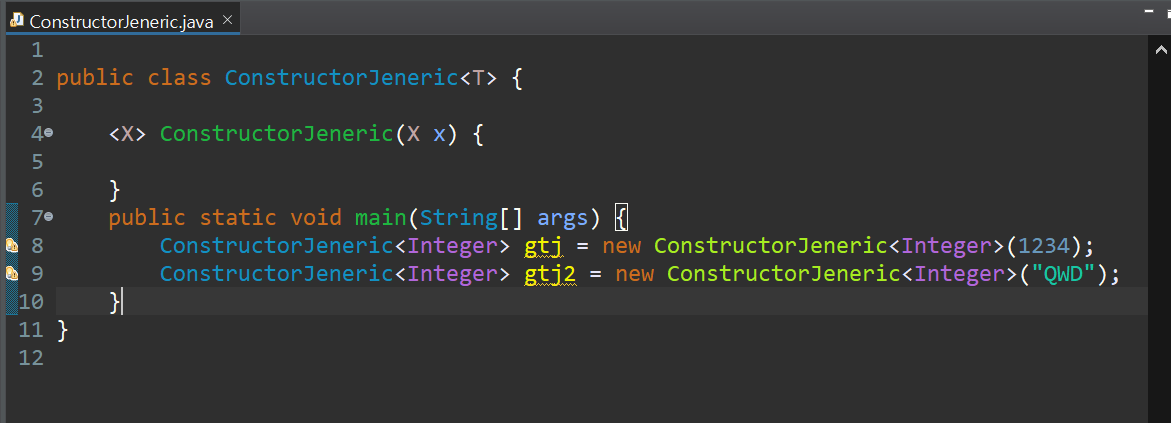 ConstructorJeneric.java
1
2 public class ConstructorJeneric<T> {
3
4 <X> ConstructorJeneric(X x) {
5
6 }
7 public static void main(String[] args) {
8 ConstructorJeneric<Integer> gtj = new ConstructorJeneric<Integer>(1234);
9 ConstructorJeneric<Integer> gtj2 = new ConstructorJeneric<Integer>("QWD");
10 }
11 }
12